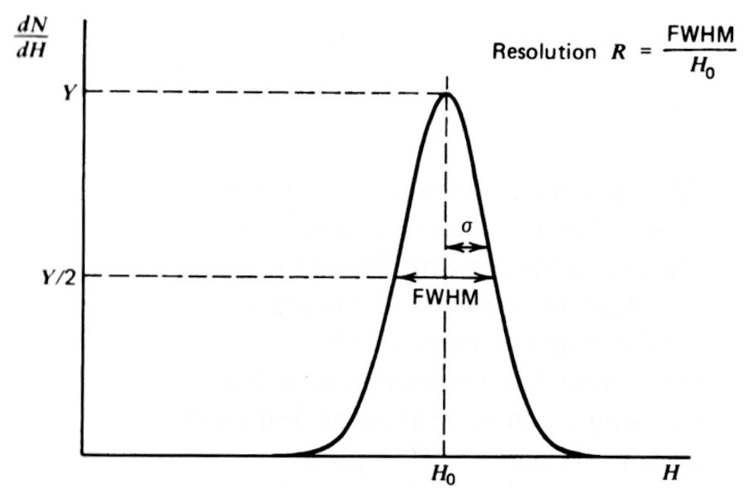 dN
dH
Resolution R = FWHM
H₀
Y
σ
Y/2
FWHM
H₀
H